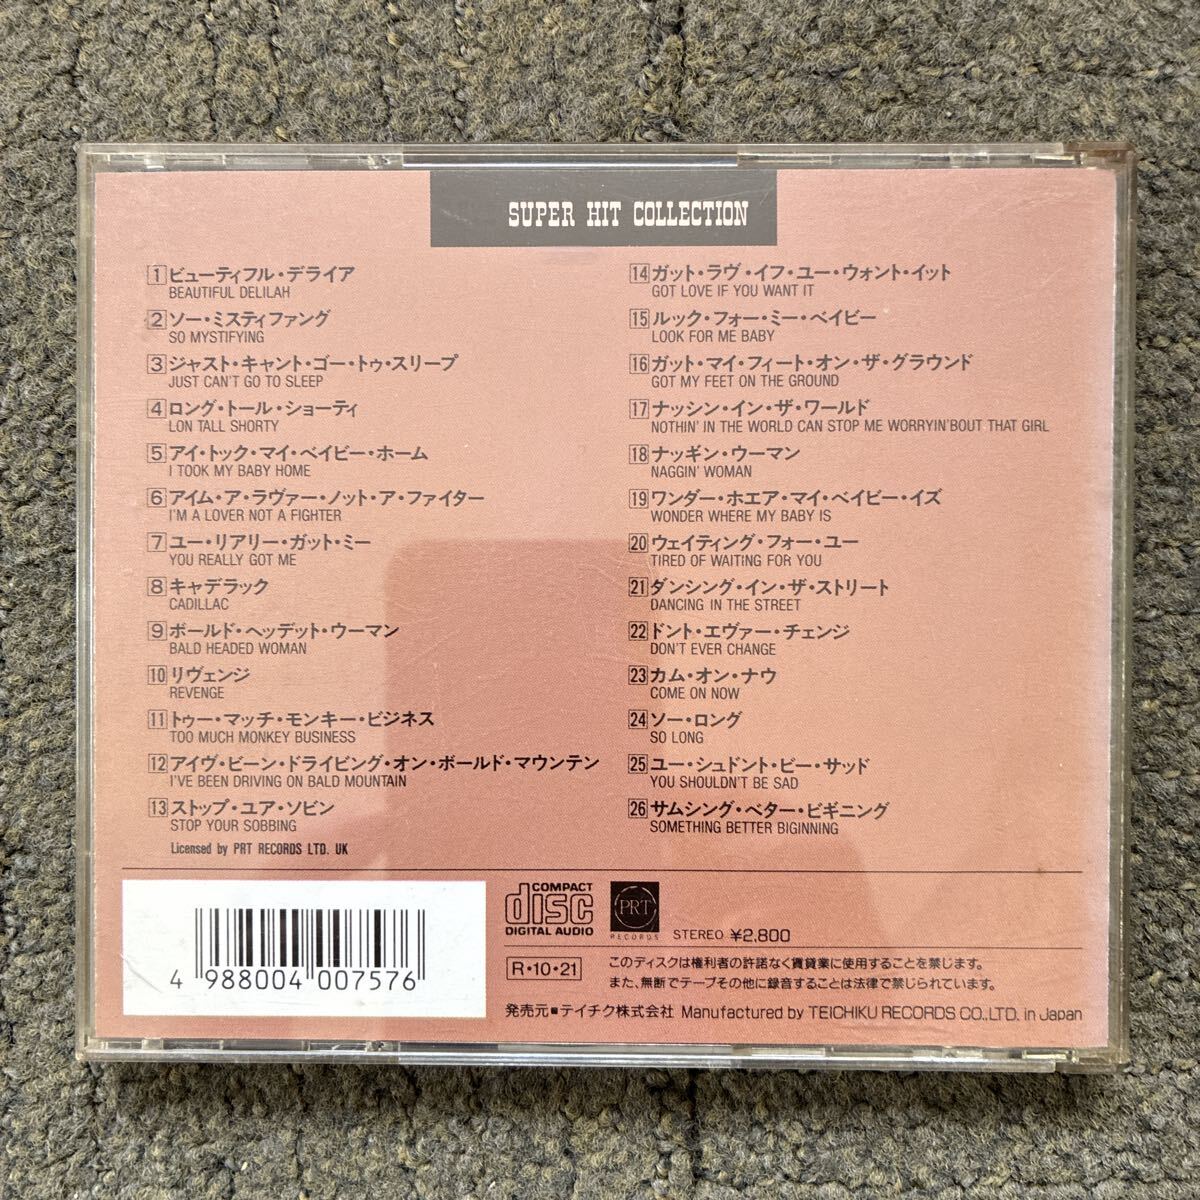 SUPER HIT COLLECTION
1 ビューティフル・デライア
BEAUTIFUL DELILAH
2 ソー・ミスティファング
SO MYSTIFYING
3 ジャスト・キャント・ゴー・トゥ・スリープ
JUST CAN'T GO TO SLEEP
4 ロング・トール・ショーティ
LON TALL SHORTY
5 アイ・トック・マイ・ベイビー・ホーム
I TOOK MY BABY HOME
6 アイム・ア・ラヴァー・ノット・ア・ファイター
I'M A LOVER NOT A FIGHTER
7 ユー・リアリー・ガット・ミー
YOU REALLY GOT ME
8 キャデラック
CADILLAC
9 ボールド・ヘッデット・ウーマン
BALD HEADED WOMAN
10 リヴェンジ
REVENGE
11 トゥー・マッチ・モンキー・ビジネス
TOO MUCH MONKEY BUSINESS
12 アイヴ・ビーン・ドライビング・オン・ボールド・マウンテン
I'VE BEEN DRIVING ON BALD MOUNTAIN
13 ストップ・ユア・ソビン
STOP YOUR SOBBING
Licensed by PRT RECORDS LTD. UK
14 ガット・ラヴ・イフ・ユー・ウォント・イット
GOT LOVE IF YOU WANT IT
15 ルック・フォー・ミー・ベイビー
LOOK FOR ME BABY
16 ガット・マイ・フィート・オン・ザ・グラウンド
GOT MY FEET ON THE GROUND
17 ナッシン・イン・ザ・ワールド
NOTHIN' IN THE WORLD CAN STOP ME WORRYIN'BOUT THAT GIRL
18 ナッギン・ウーマン
NAGGIN' WOMAN
19 ワンダー・ホエア・マイ・ベイビー・イズ
WONDER WHERE MY BABY IS
20 ウェイティング・フォー・ユー
TIRED OF WAITING FOR YOU
21 ダンシング・イン・ザ・ストリート
DANCING IN THE STREET
22 ドント・エヴァー・チェンジ
DON'T EVER CHANGE
23 カム・オン・ナウ
COME ON NOW
24 ソー・ロング
SO LONG
25 ユー・シュドント・ビー・サッド
YOU SHOULDN'T BE SAD
26 サムシング・ベター・ビギニング
SOMETHING BETTER BIGINNING
4 988004 007576
COMPACT
disc
DIGITAL AUDIO
PRT
RECORDS
STEREO ¥2,800
R・10・21
このディスクは権利者の許諾なく賃貸業に使用することを禁じます。
また、無断でテープその他に録音することは法律で禁じられています。
発売元■テイチク株式会社 Manufactured by TEICHIKU RECORDS CO.,LTD. in Japan